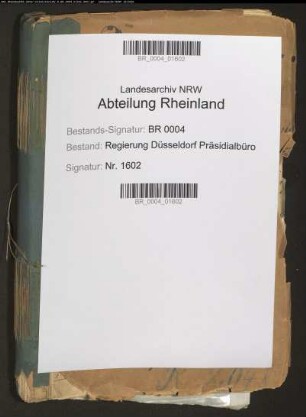 BR_0004_01602
Landesarchiv NRW
Abteilung Rheinland
Bestands-Signatur: BR 0004
Bestand: Regierung Düsseldorf Präsidialbüro
Signatur: Nr. 1602
BR_0004_01602